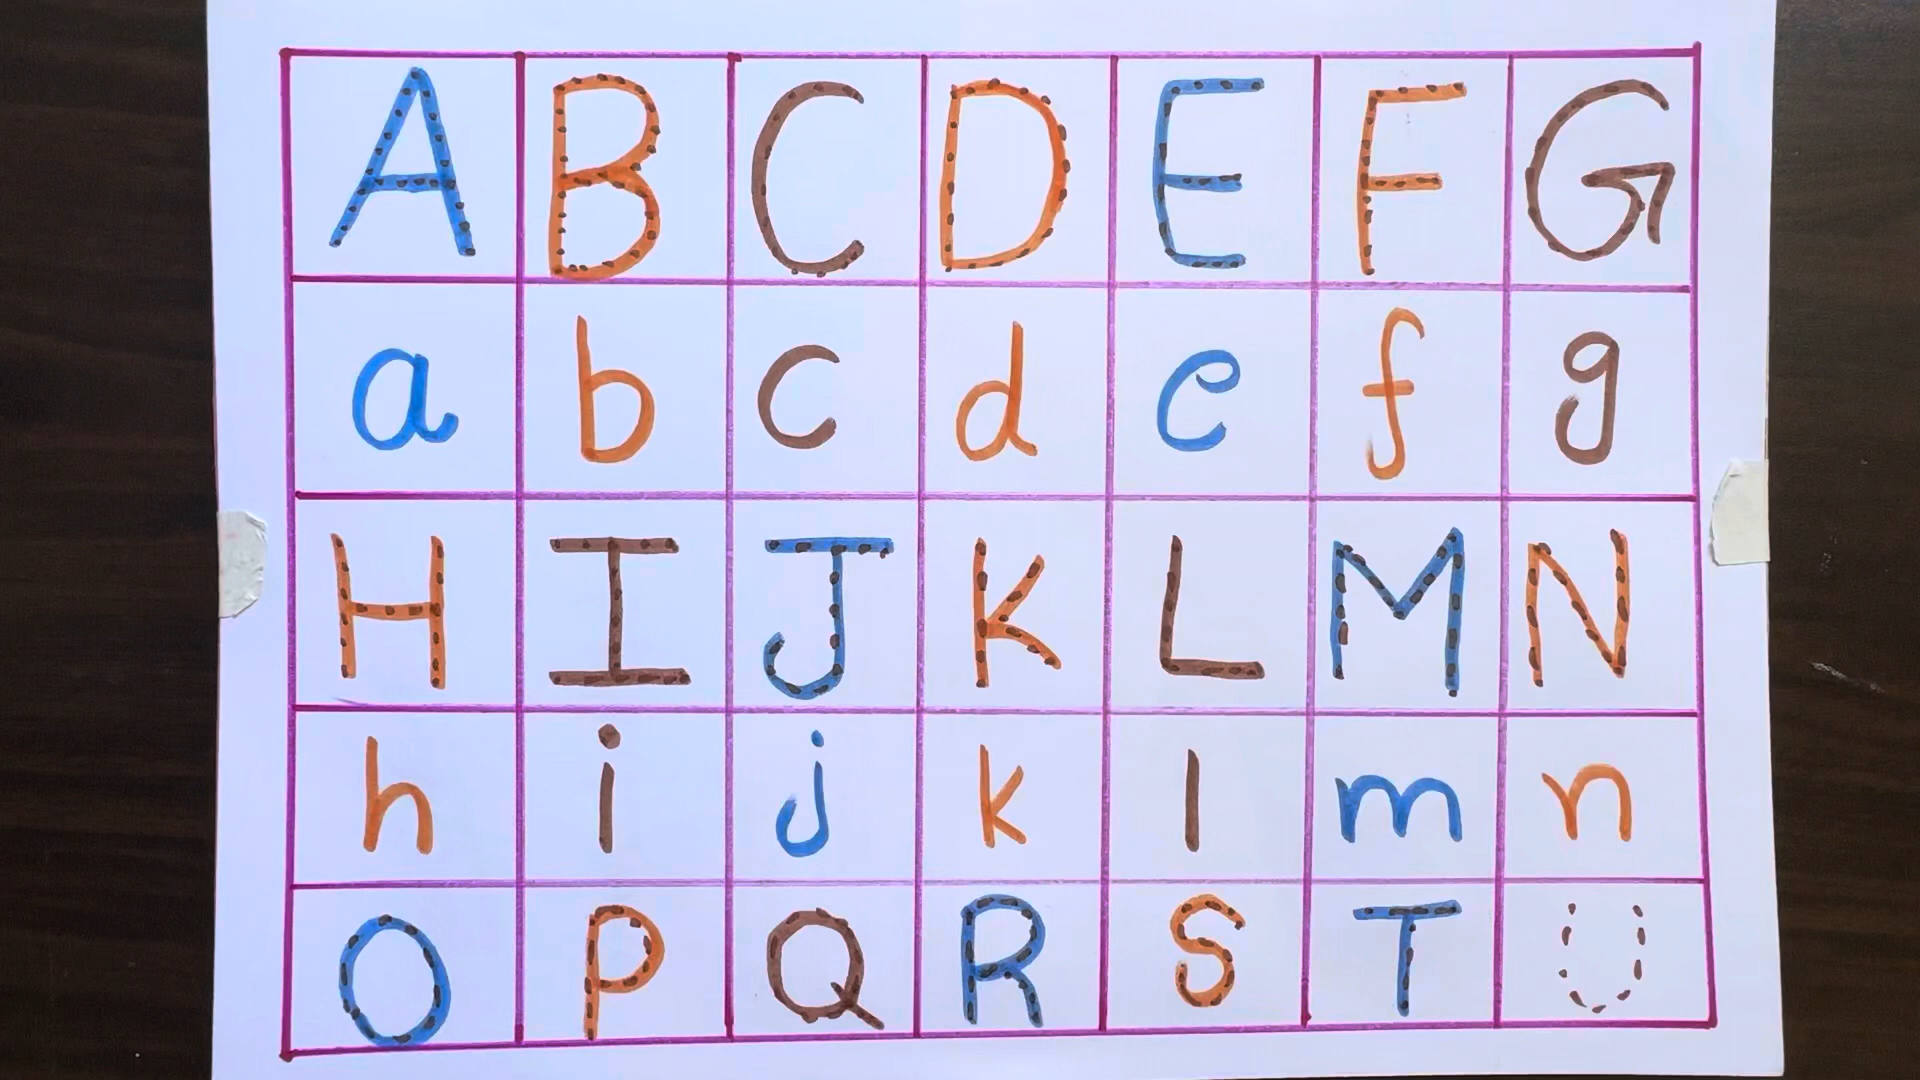 A B C D E F G
a b c d e f g
H I J K L M N
h i j k l m n
O P Q R S T U